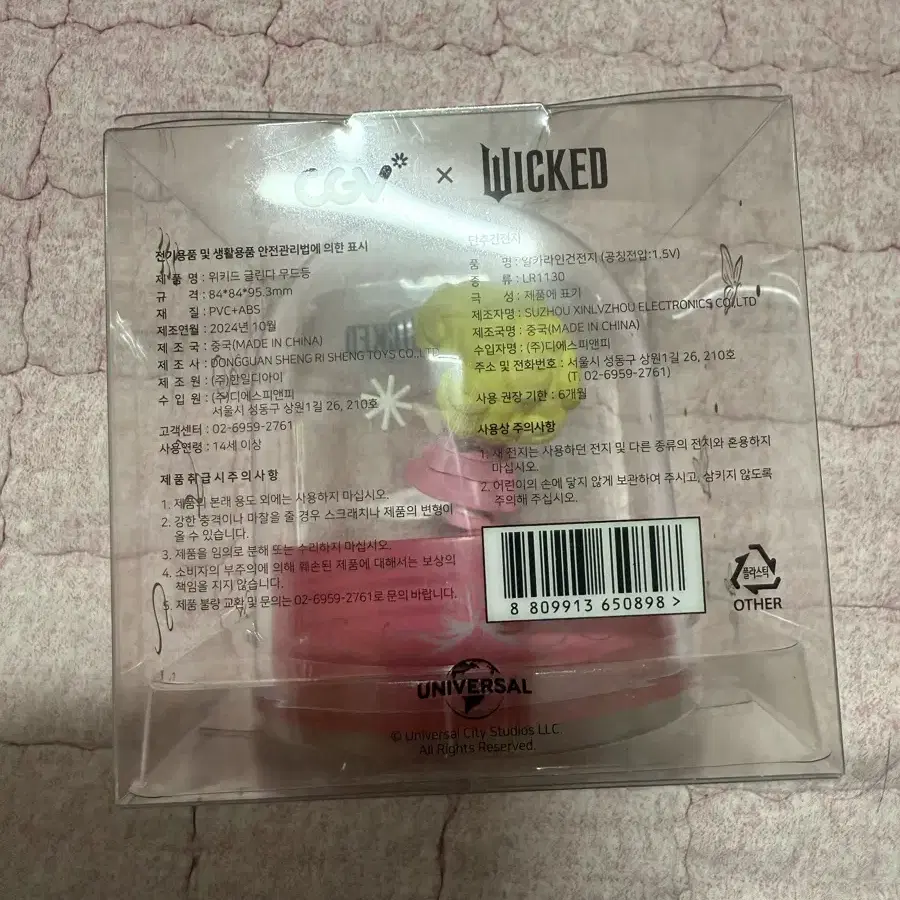 CGV × WICKED
전기용품 및 생활용품 안전관리법에 의한 표시
제 품 명 : 위키드 글린다 무드등
규 격 : 84*84*95.3mm
재 질 : PVC+ABS
제조연월 : 2024년 10월
제 조 국 : 중국(MADE IN CHINA)
제 조 사 : DONGGUAN SHENG RI SHENG TOYS CO.,LTD
제 조 원 : (주)한일디아이
수 입 원 : (주)디에스피앤피
서울시 성동구 상원1길 26, 210호
고객센터 : 02-6959-2761
사용연령 : 14세 이상
제품취급시주의사항
1. 제품의 본래 용도 외에는 사용하지 마십시오.
2. 강한 충격이나 마찰을 줄 경우 스크래치나 제품의 변형이
올 수 있습니다.
3. 제품을 임의로 분해 또는 수리하지 마십시오.
4. 소비자의 부주의에 의해 훼손된 제품에 대해서는 보상의
책임을 지지 않습니다.
5. 제품 불량 교환 및 문의는 02-6959-2761로 문의 바랍니다.
단추건전지
품 명 : 알카라인건전지 (공칭전압:1.5V)
종 류 : LR1130
극 성 : 제품에 표기
제조자명 : SUZHOU XINLVZHOU ELECTRONICS CO.,LTD
제조국명 : 중국(MADE IN CHINA)
수입자명 : (주)디에스피앤피
주소 및 전화번호 : 서울시 성동구 상원1길 26, 210호
(T. 02-6959-2761)
사용 권장 기한 : 6개월
사용상 주의사항
1. 새 전지는 사용하던 전지 및 다른 종류의 전지와 혼용하지
마십시오.
2. 어린이의 손에 닿지 않게 보관하여 주시고, 삼키지 않도록
주의해 주십시오.
8 809913 650898 >
플라스틱
OTHER
UNIVERSAL
© Universal City Studios LLC
All Rights Reserved.